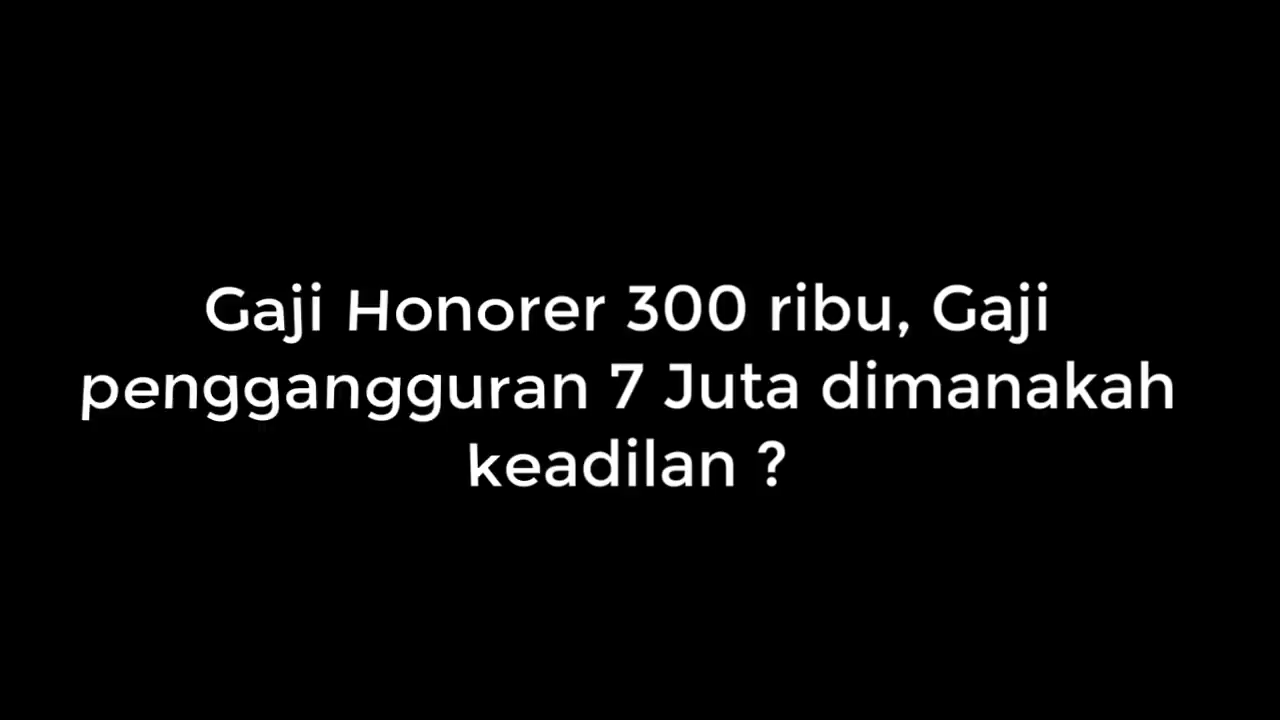 Gaji Honorer 300 ribu, Gaji
penggangguran 7 Juta dimanakah
keadilan ?